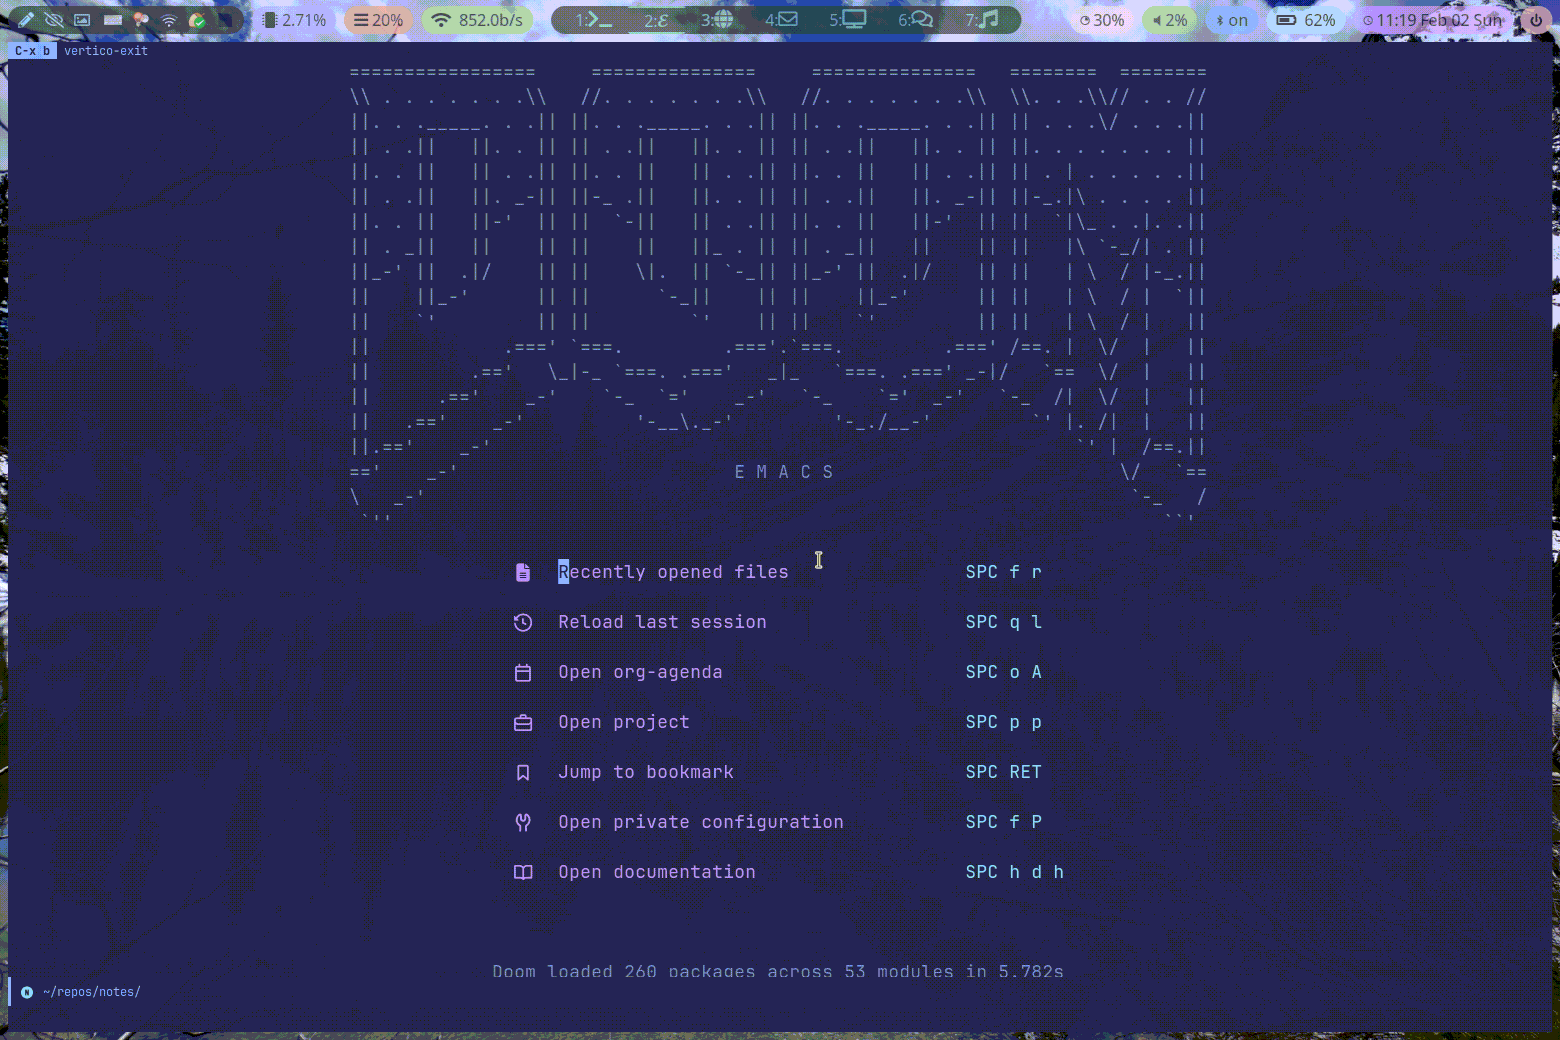 2.71% 20% 852.0b/s 1: 2: 3: 4: 5: 6: 7: 30% 2% on 62% 11:19 Feb 02 Sun
C-x b vertico-exit
E M A C S
Recently opened files SPC f r
Reload last session SPC q l
Open org-agenda SPC o A
Open project SPC p p
Jump to bookmark SPC RET
Open private configuration SPC f P
Open documentation SPC h d h
Doom loaded 260 packages across 53 modules in 5.782s
N ~/repos/notes/